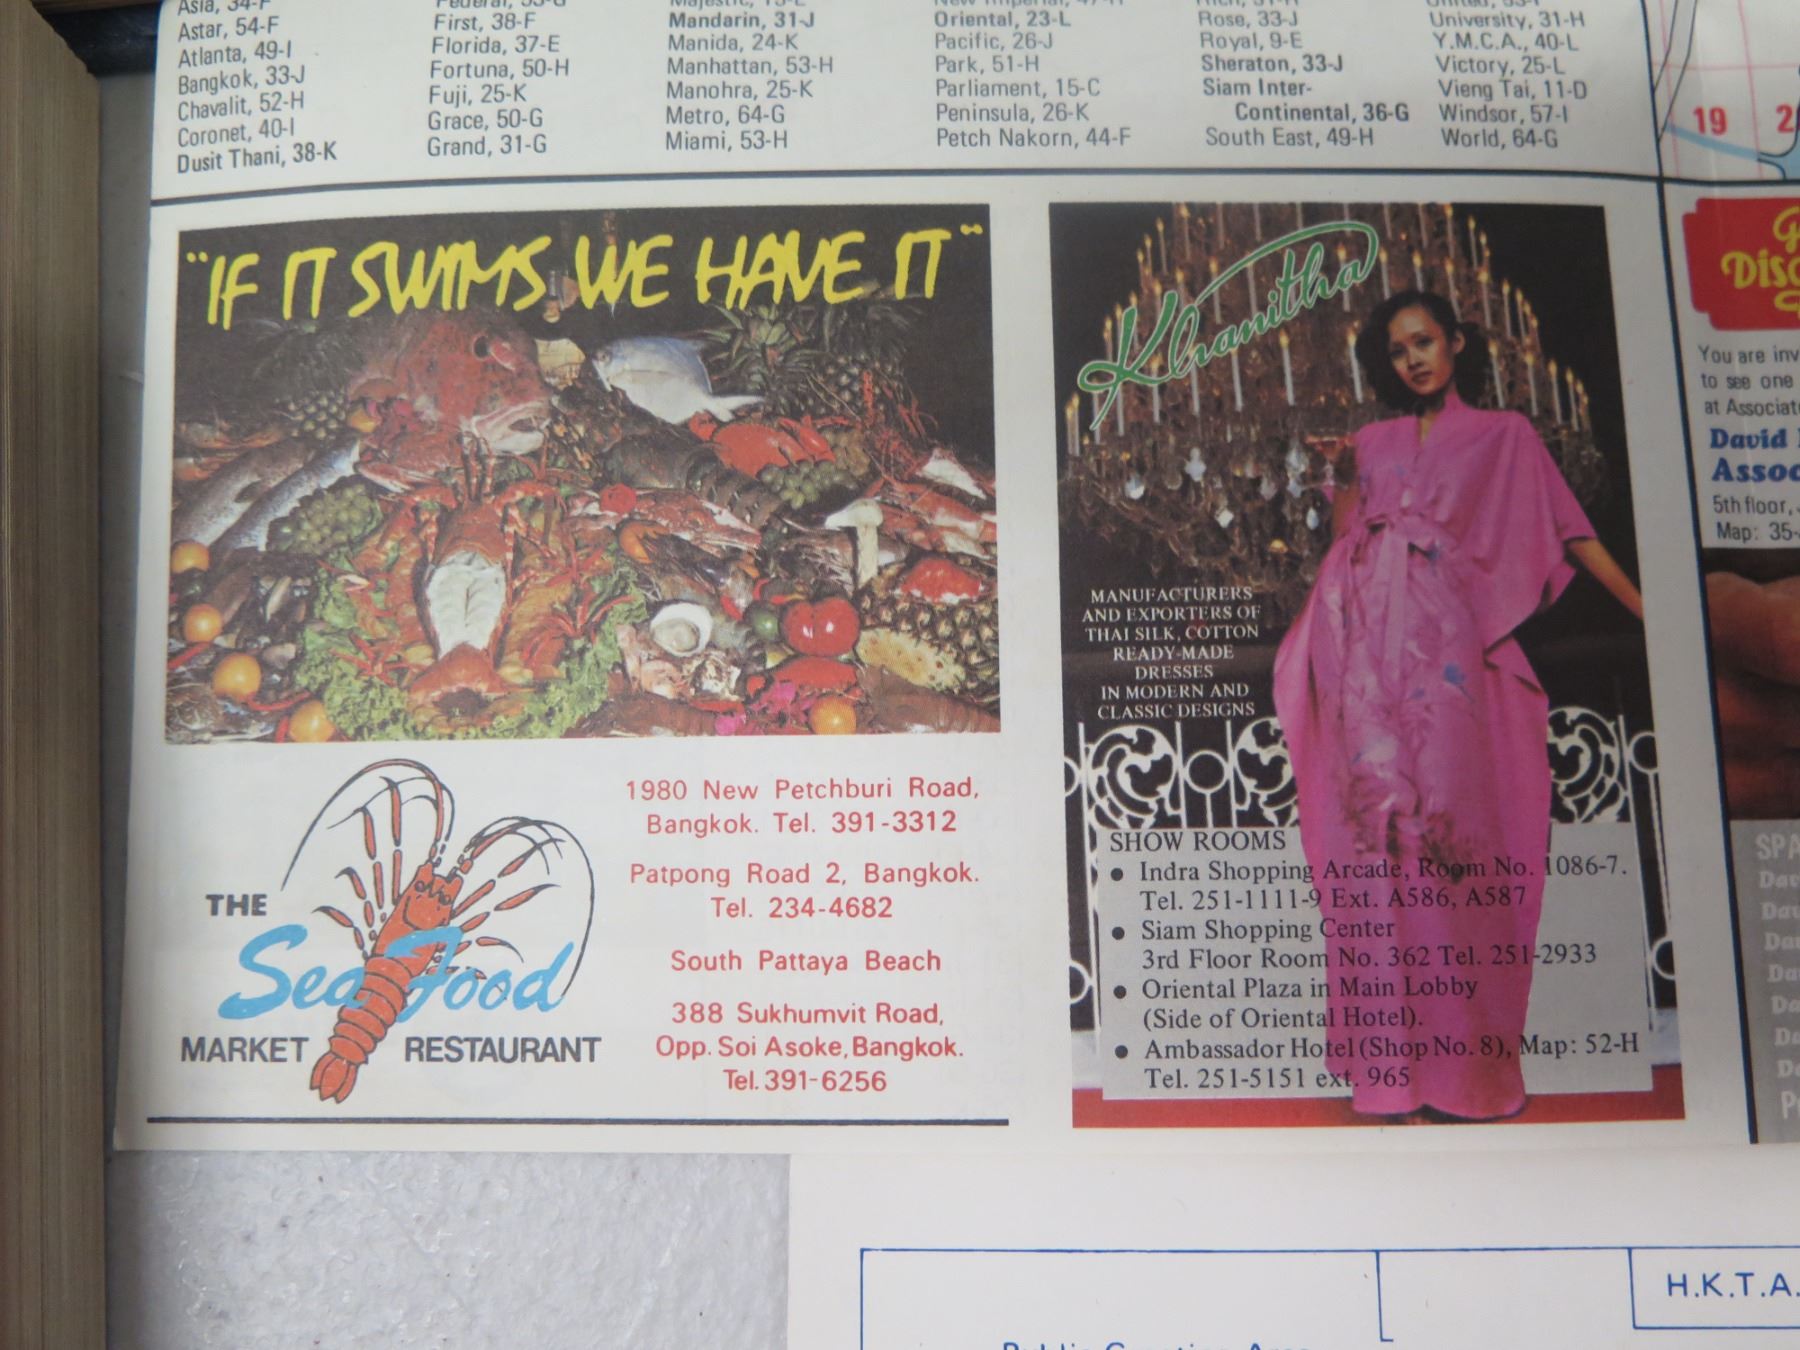 Asia, 34-F
Astar, 54-F
Atlanta, 49-I
Bangkok, 33-J
Chavalit, 52-H
Coronet, 40-I
Dusit Thani, 38-K
First, 38-F
Florida, 37-E
Fortuna, 50-H
Fuji, 25-K
Grace, 50-G
Grand, 31-G
Mandarin, 31-J
Manida, 24-K
Manhattan, 53-H
Manohra, 25-K
Metro, 64-G
Miami, 53-H
Oriental, 23-L
Pacific, 26-J
Park, 51-H
Parliament, 15-C
Peninsula, 26-K
Petch Nakorn, 44-F
Rose, 33-J
Royal, 9-E
Sheraton, 33-J
Siam Inter-
Continental, 36-G
South East, 49-H
University, 31-H
Y.M.C.A., 40-L
Victory, 25-L
Vieng Tai, 11-D
Windsor, 57-I
World, 64-G
19
"IF IT SWIMS WE HAVE IT"
THE
Sea Food
MARKET RESTAURANT
1980 New Petchburi Road,
Bangkok. Tel. 391-3312
Patpong Road 2, Bangkok.
Tel. 234-4682
South Pattaya Beach
388 Sukhumvit Road,
Opp. Soi Asoke, Bangkok.
Tel. 391-6256
Khanitha
MANUFACTURERS
AND EXPORTERS OF
THAI SILK, COTTON
READY-MADE
DRESSES
IN MODERN AND
CLASSIC DESIGNS
SHOW ROOMS
• Indra Shopping Arcade, Room No. 1086-7.
Tel. 251-1111-9 Ext. A586, A587
• Siam Shopping Center
3rd Floor Room No. 362 Tel. 251-2933
• Oriental Plaza in Main Lobby
(Side of Oriental Hotel).
• Ambassador Hotel (Shop No. 8), Map: 52-H
Tel. 251-5151 ext. 965
You are inv
to see one
at Associat
David
Assoc
5th floor,
Map: 35-
H.K.T.A.